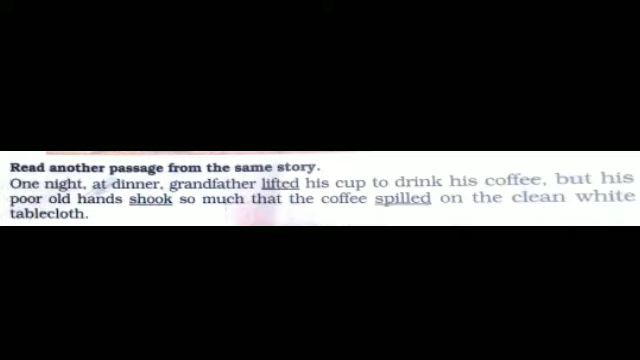 Read another passage from the same story.
One night, at dinner, grandfather lifted his cup to drink his coffee, but his
poor old hands shook so much that the coffee spilled on the clean white
tablecloth.